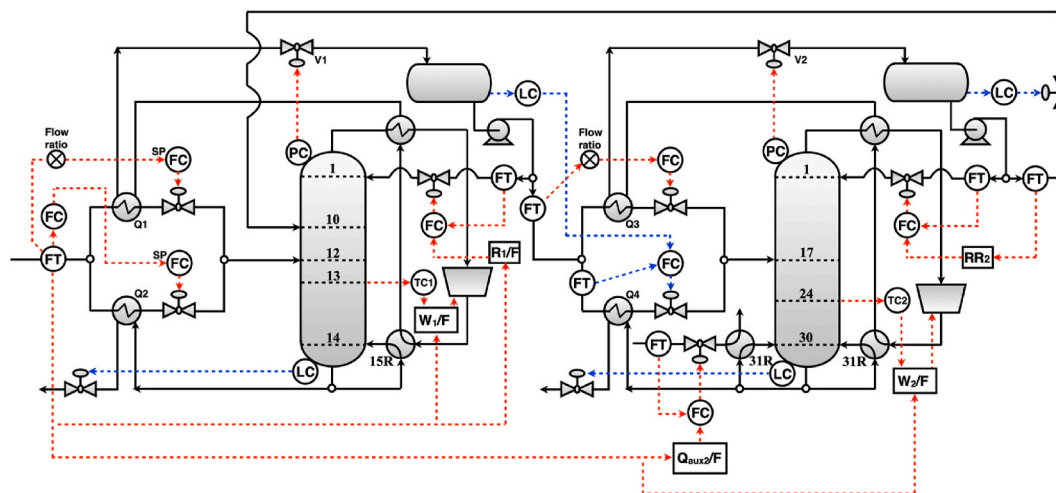 V1
V2
LC
LC
Flow
ratio
SP
FC
PC
Flow
ratio
FC
PC
1
FT
1
FT
FT
FC
Q1
10
FC
FT
Q3
FC
FT
SP
FC
12
R1/F
FC
17
RR2
13
TC1
FT
24
TC2
Q2
W1/F
Q4
14
15R
FT
31R
30
31R
LC
LC
W2/F
FC
Qaux2/F